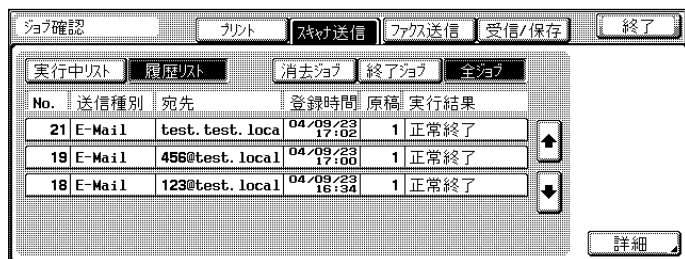 ジョブ確認 プリント スキャナ送信 ファクス送信 受信/保存 終了
実行中リスト 履歴リスト 消去ジョブ 終了ジョブ 全ジョブ
No. 送信種別 宛先 登録時間 原稿 実行結果
21 E-Mail test.test.loca 04/09/23 17:02 1 正常終了
19 E-Mail 456@test.local 04/09/23 17:00 1 正常終了
18 E-Mail 123@test.local 04/09/23 16:34 1 正常終了
詳細